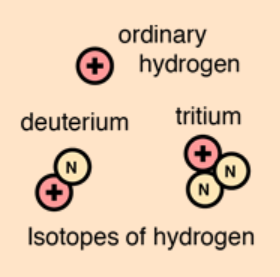 ordinary
hydrogen
+
deuterium
tritium
N
+
+
N
N
Isotopes of hydrogen